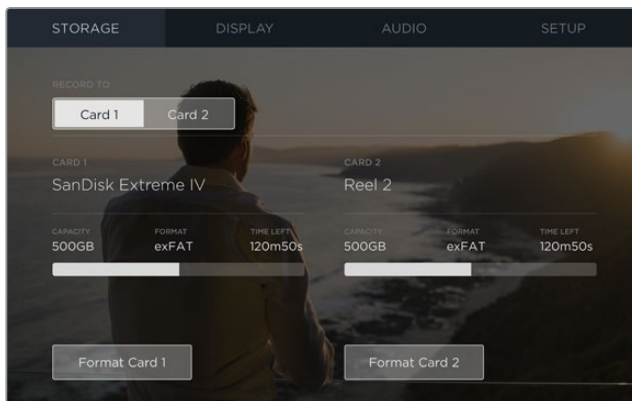 STORAGE DISPLAY AUDIO SETUP
RECORD TO
Card 1 Card 2
CARD 1 CARD 2
SanDisk Extreme IV Reel 2
CAPACITY FORMAT TIME LEFT CAPACITY FORMAT TIME LEFT
500GB exFAT 120m50s 500GB exFAT 120m50s
Format Card 1 Format Card 2